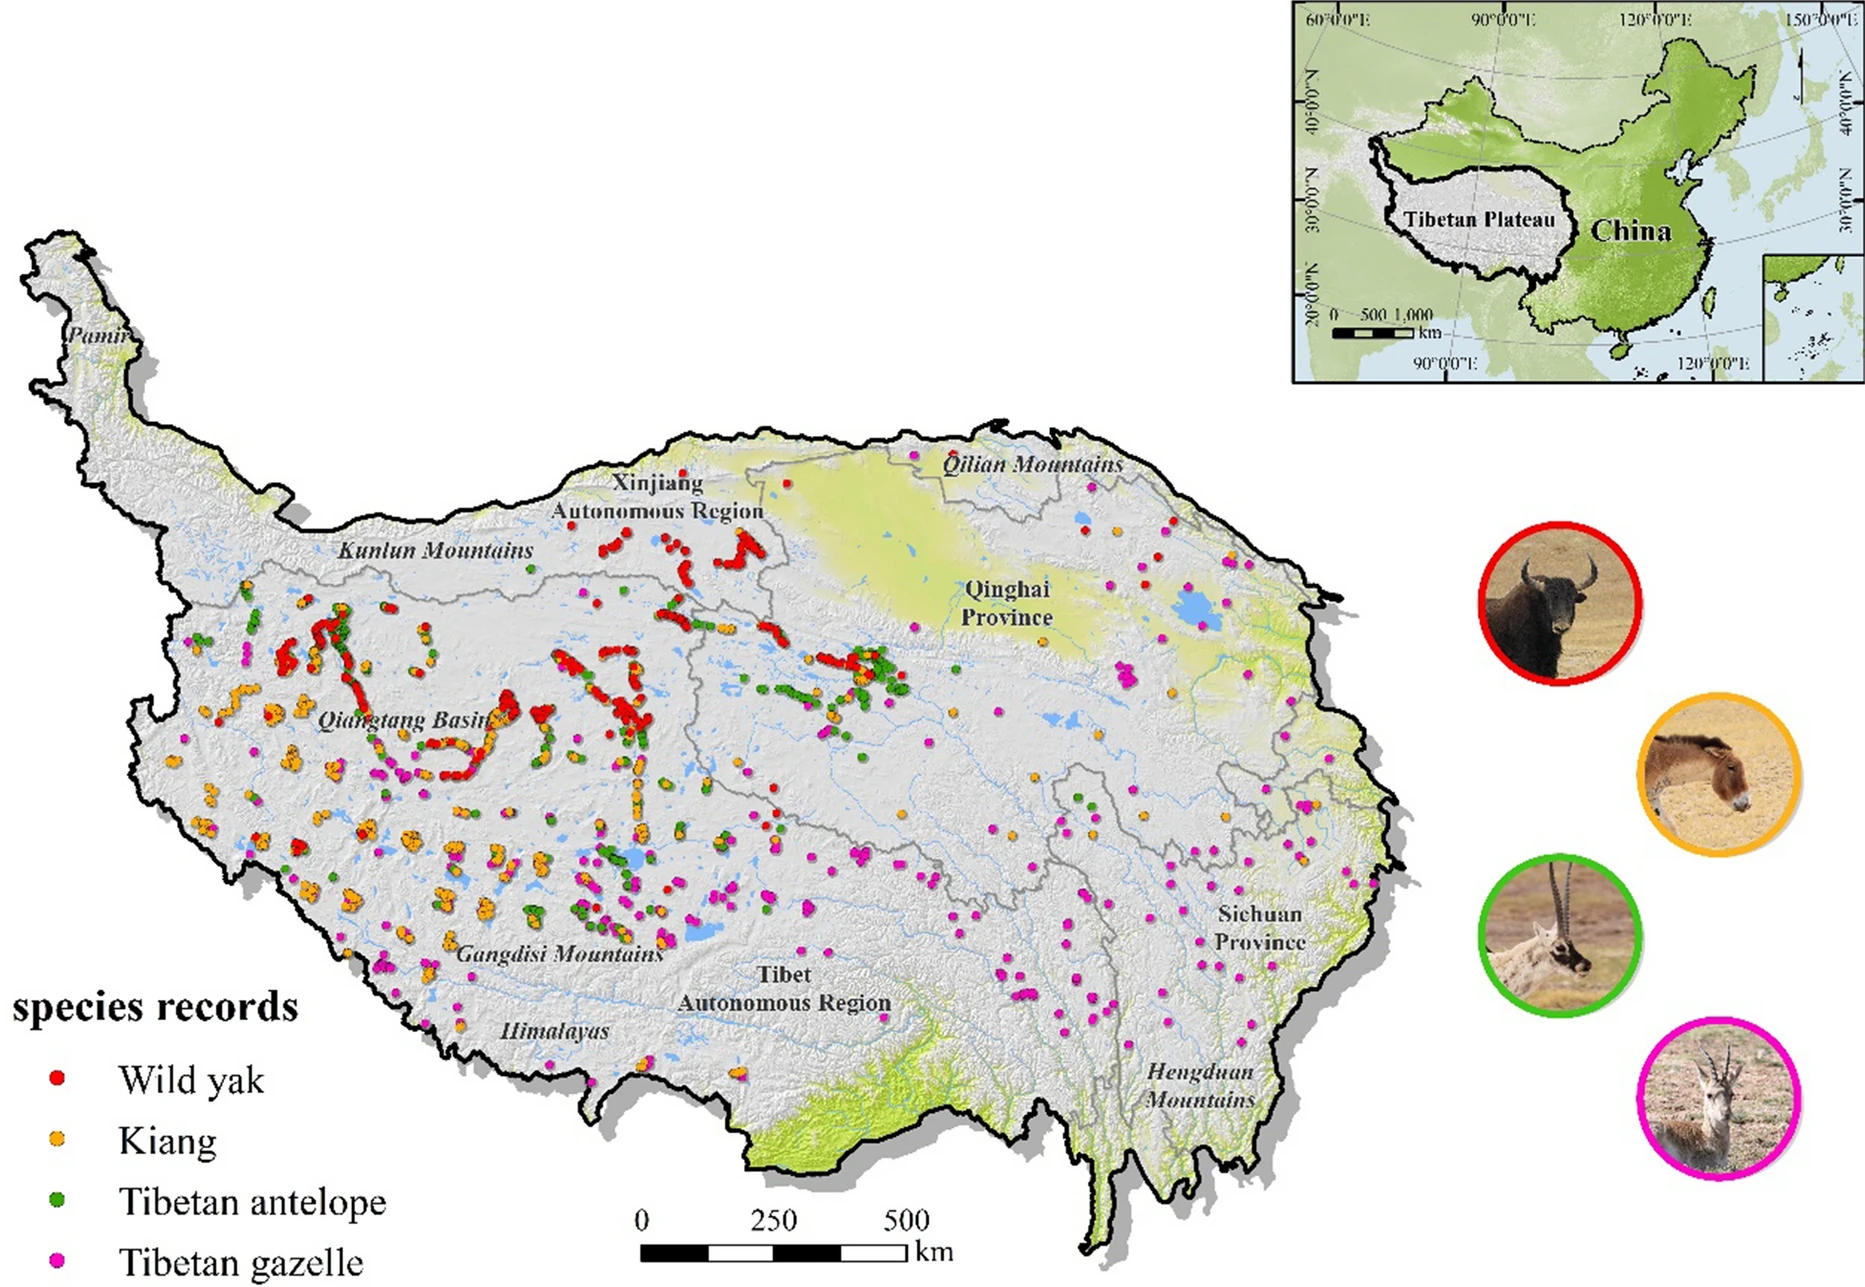 60°0'0"E 90°0'0"E 120°0'0"E 150°0'0"E
40°0'0"N 40°0'0"N
30°0'0"N 30°0'0"N
20°0'0"N
Tibetan Plateau
China
0 500 1,000
km
90°0'0"E 120°0'0"E
Pamir
Qilian Mountains
Xinjiang
Autonomous Region
Kunlun Mountains
Qinghai
Province
Qiangtang Basin
Sichuan
Province
Gangdisi Mountains
Tibet
Autonomous Region
Himalayas
Hengduan
Mountains
species records
Wild yak
Kiang
Tibetan antelope
Tibetan gazelle
0 250 500
km